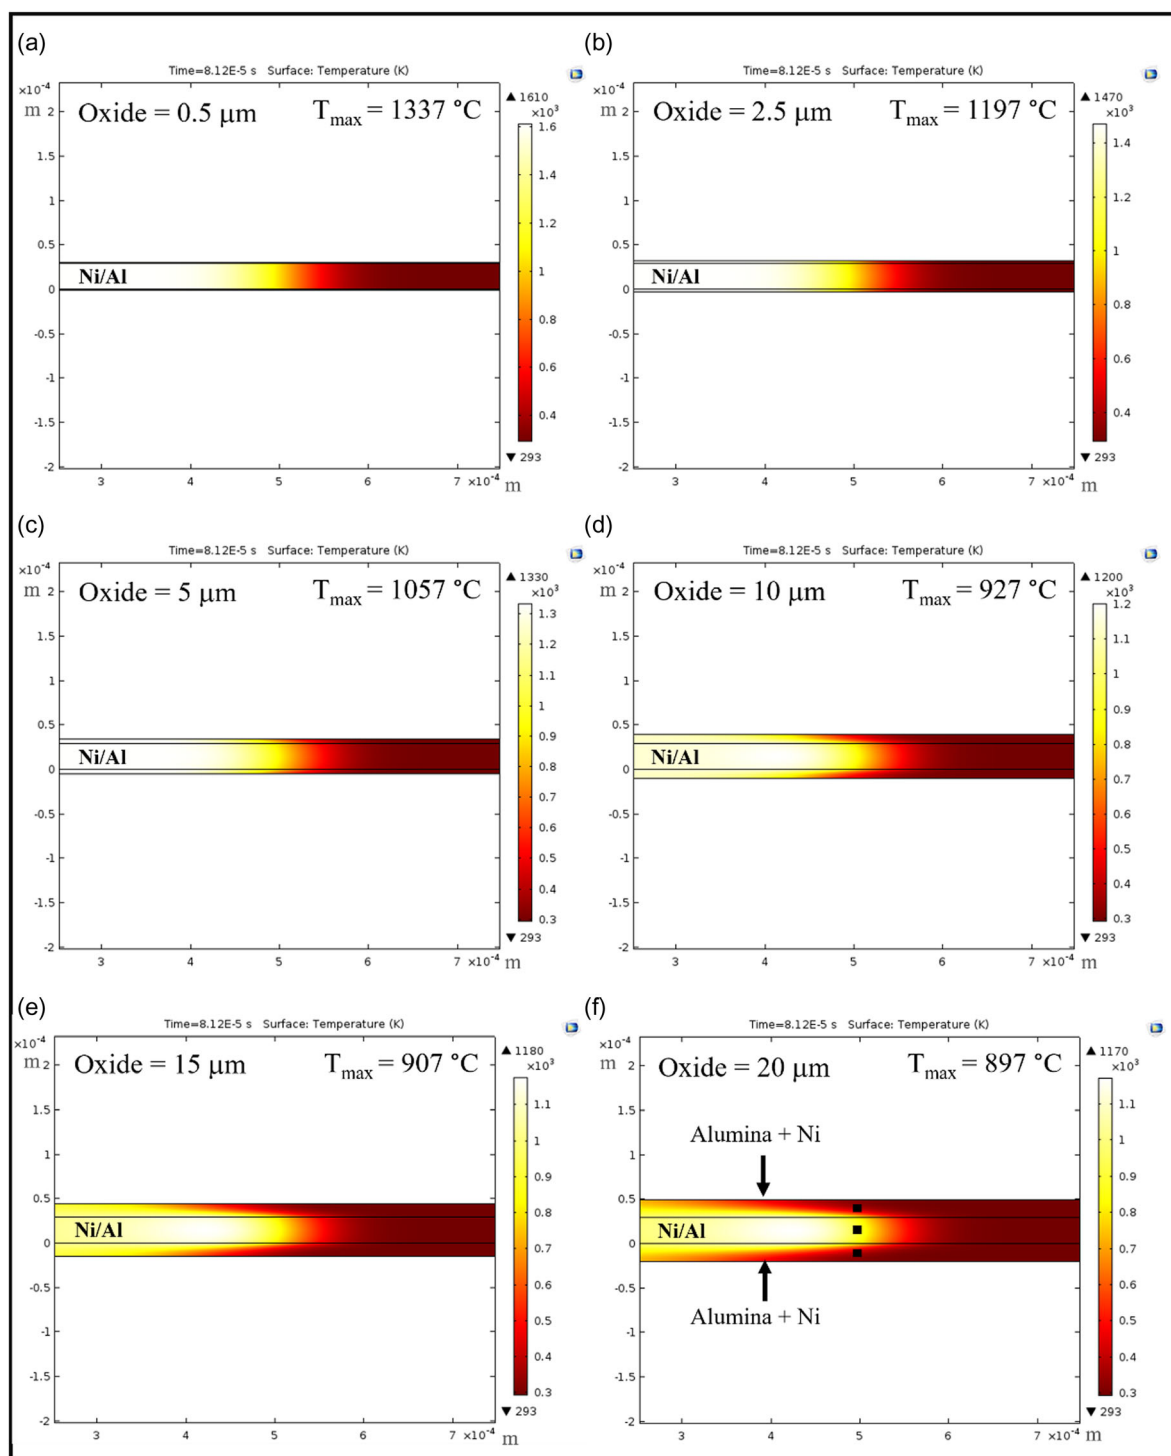 (a)
Time=8.12E-5 s Surface: Temperature (K)
×10⁻⁴
m
Oxide = 0.5 μm
Tmax = 1337 °C
▲ 1610
×10³
2
1.5
1
0.5
0
-0.5
-1
-1.5
-2
Ni/Al
1.6
1.4
1.2
1
0.8
0.6
0.4
▼ 293
3 4 5 6 7 ×10⁻⁴ m
(b)
Time=8.12E-5 s Surface: Temperature (K)
×10⁻⁴
m
Oxide = 2.5 μm
Tmax = 1197 °C
▲ 1470
×10³
2
1.5
1
0.5
0
-0.5
-1
-1.5
-2
Ni/Al
1.4
1.2
1
0.8
0.6
0.4
▼ 293
3 4 5 6 7 ×10⁻⁴ m
(c)
Time=8.12E-5 s Surface: Temperature (K)
×10⁻⁴
m
Oxide = 5 μm
Tmax = 1057 °C
▲ 1330
×10³
2
1.5
1
0.5
0
-0.5
-1
-1.5
-2
Ni/Al
1.3
1.2
1.1
1
0.9
0.8
0.7
0.6
0.5
0.4
0.3
▼ 293
3 4 5 6 7 ×10⁻⁴ m
(d)
Time=8.12E-5 s Surface: Temperature (K)
×10⁻⁴
m
Oxide = 10 μm
Tmax = 927 °C
▲ 1200
×10³
2
1.5
1
0.5
0
-0.5
-1
-1.5
-2
Ni/Al
1.2
1.1
1
0.9
0.8
0.7
0.6
0.5
0.4
0.3
▼ 293
3 4 5 6 7 ×10⁻⁴ m
(e)
Time=8.12E-5 s Surface: Temperature (K)
×10⁻⁴
m
Oxide = 15 μm
Tmax = 907 °C
▲ 1180
×10³
2
1.5
1
0.5
0
-0.5
-1
-1.5
-2
Ni/Al
1.1
1
0.9
0.8
0.7
0.6
0.5
0.4
0.3
▼ 293
3 4 5 6 7 ×10⁻⁴ m
(f)
Time=8.12E-5 s Surface: Temperature (K)
×10⁻⁴
m
Oxide = 20 μm
Tmax = 897 °C
▲ 1170
×10³
2
1.5
1
0.5
0
-0.5
-1
-1.5
-2
Alumina + Ni
Ni/Al
Alumina + Ni
1.1
1
0.9
0.8
0.7
0.6
0.5
0.4
0.3
▼ 293
3 4 5 6 7 ×10⁻⁴ m